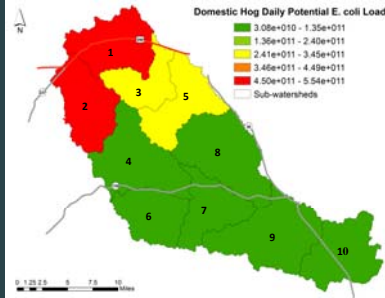 Domestic Hog Daily Potential E. coli Load
3.08e+010 - 1.35e+011
1.36e+011 - 2.40e+011
2.41e+011 - 3.45e+011
3.46e+011 - 4.49e+011
4.50e+011 - 5.54e+011
Sub-watersheds
N
1
2
3
5
4
8
6
7
9
10
0 1.25 2.5 5 7.5 10
Miles